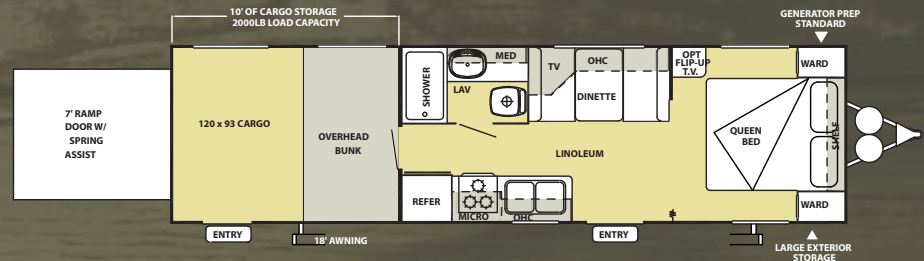 10' OF CARGO STORAGE
2000LB LOAD CAPACITY
GENERATOR PREP
STANDARD
7' RAMP
DOOR W/
SPRING
ASSIST
120 x 93 CARGO
OVERHEAD
BUNK
SHOWER
MED
LAV
TV
OHC
DINETTE
OPT
FLIP-UP
T.V.
WARD
QUEEN
BED
SHELF
LINOLEUM
REFER
MICRO
OHC
WARD
ENTRY
18' AWNING
ENTRY
LARGE EXTERIOR
STORAGE